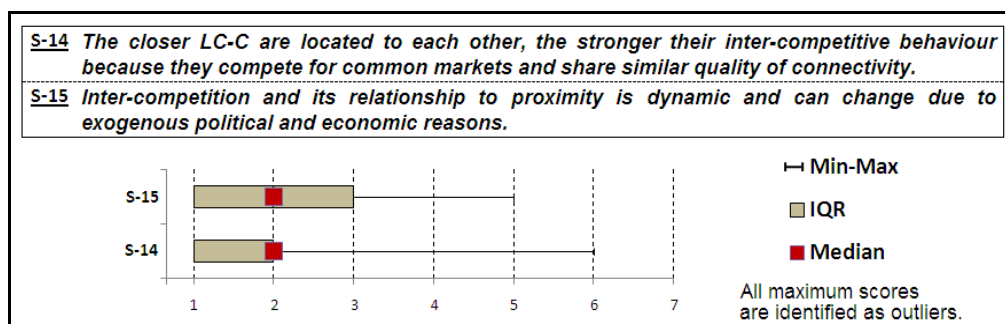 S-14 The closer LC-C are located to each other, the stronger their inter-competitive behaviour
because they compete for common markets and share similar quality of connectivity.
S-15 Inter-competition and its relationship to proximity is dynamic and can change due to
exogenous political and economic reasons.
S-15
S-14
1 2 3 4 5 6 7
Min-Max
IQR
Median
All maximum scores
are identified as outliers.